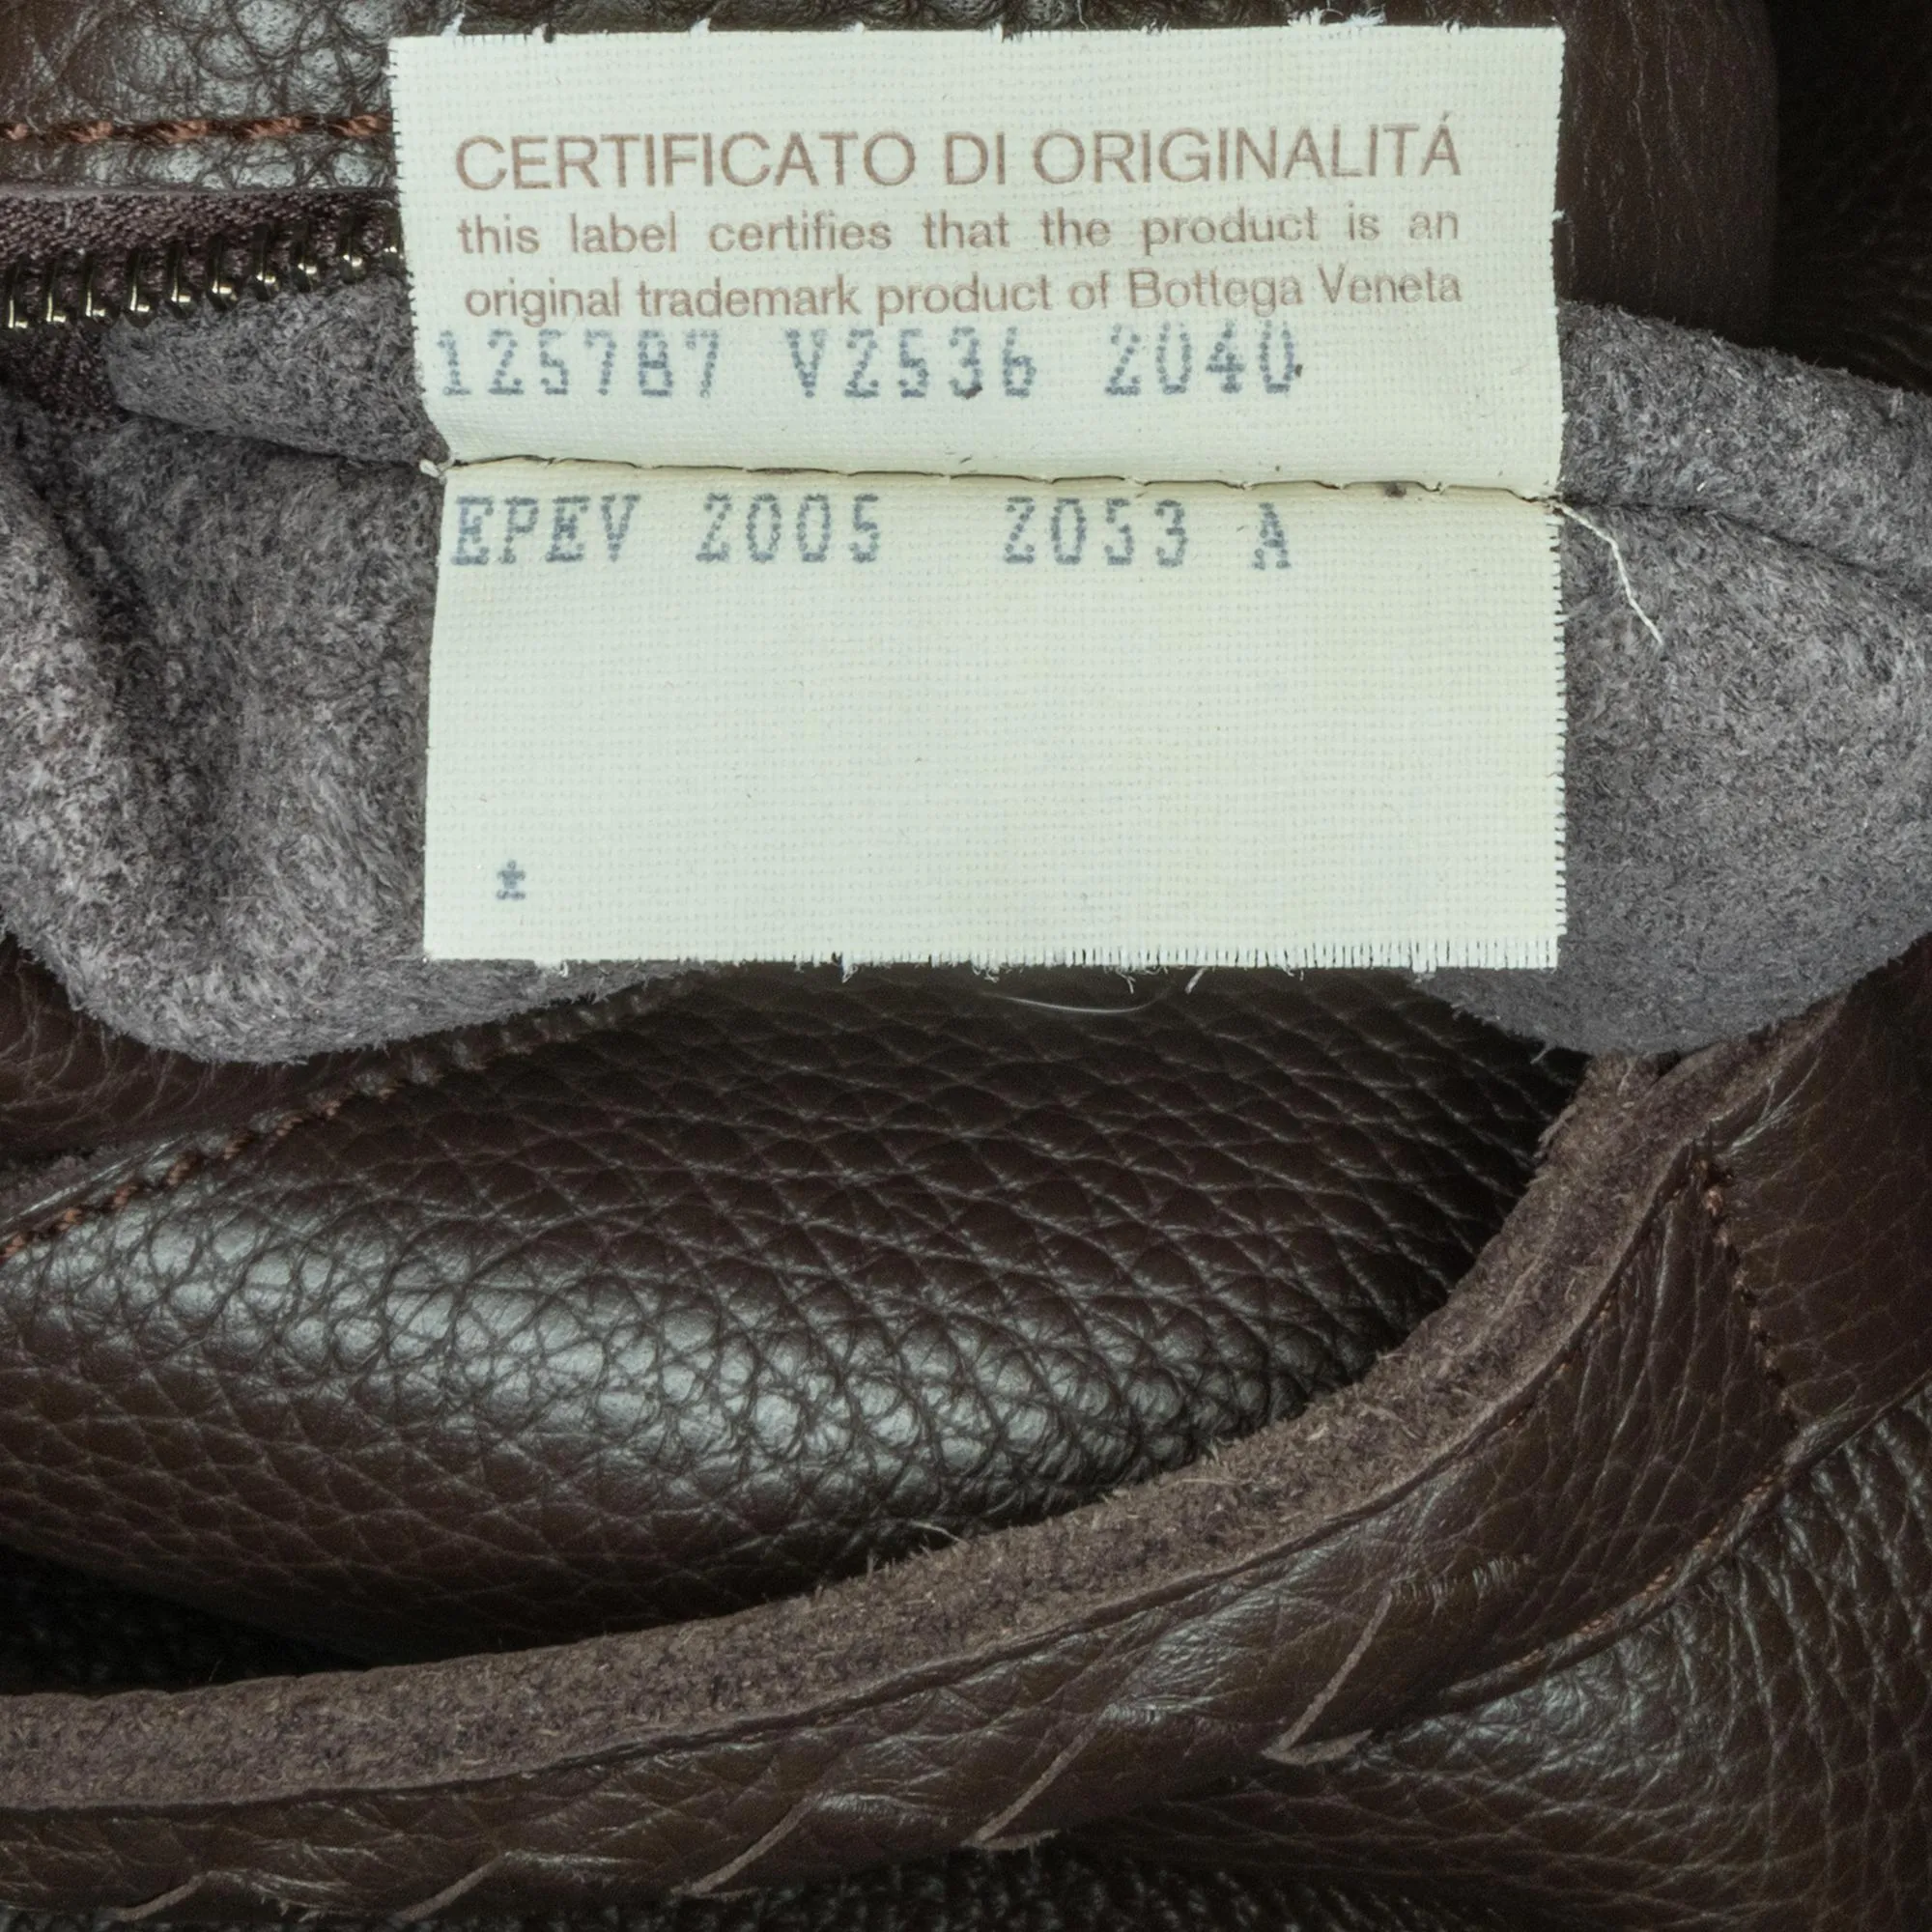 CERTIFICATO DI ORIGINALITÁ
this label certifies that the product is an
original trademark product of Bottega Veneta
125787 V2536 2040
EPEV 2005 2053 A
*